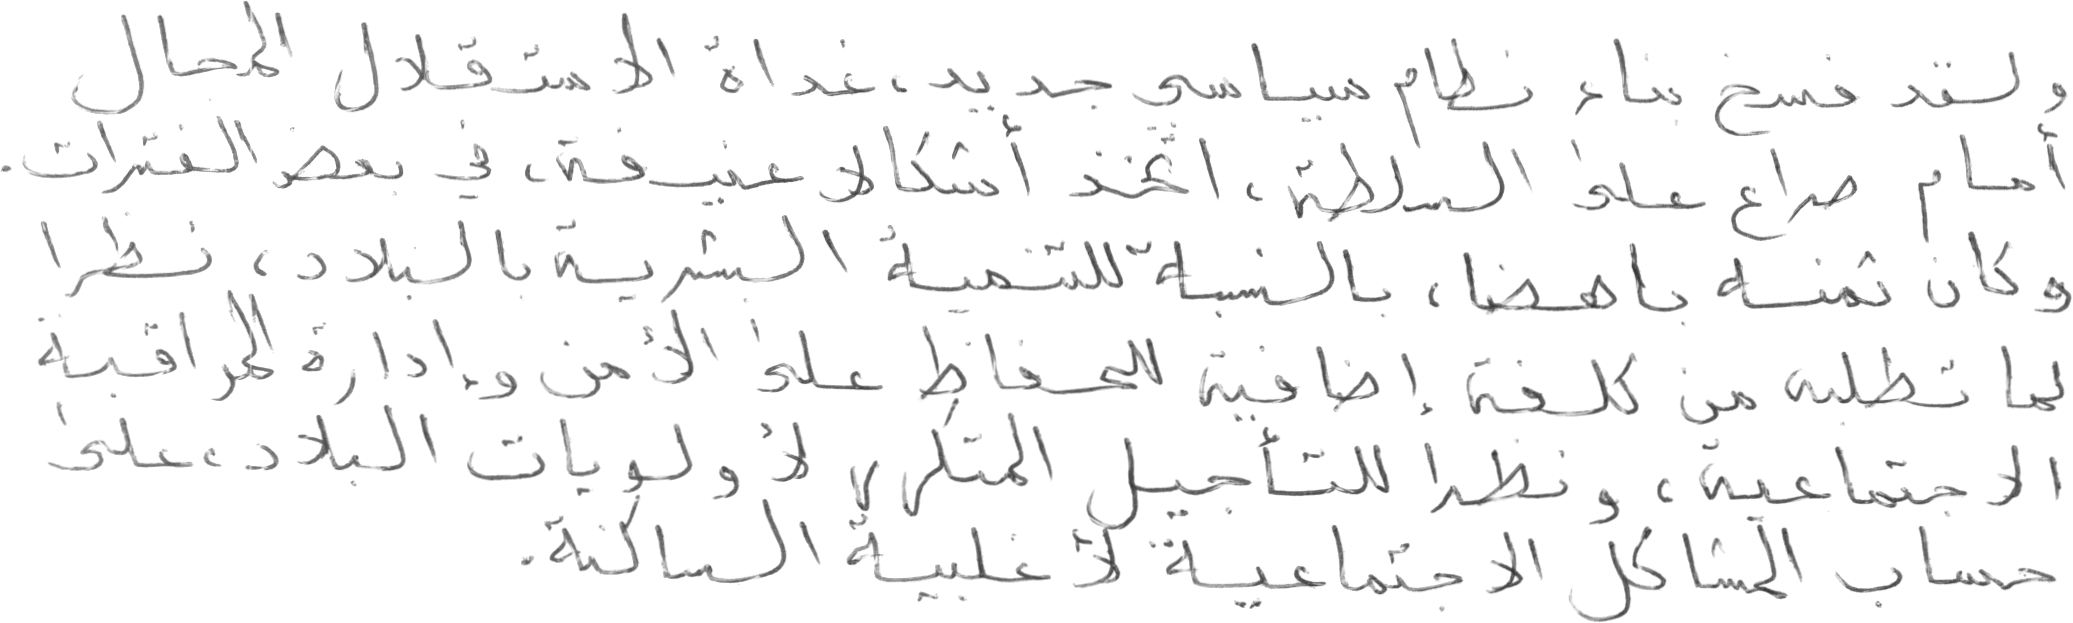 ولقد فسخ بناء نظام سياسي جديد، غداة الاستقلال المجال
أمام صراع على السلطة، اتخذ أشكالا عنيفة، في بعض الفترات.
وكان ثمنه باهضا، بالنسبة للتنمية البشرية بالبلاد، نظرا
لما تطلبه من كلفة إضافية للحفاظ على الأمن وإدارة المراقبة
الاجتماعية، ونظرا للتأجيل المتكرر لأولويات البلاد، على
حساب المشاكل الاجتماعية لأغلبية الساكنة.